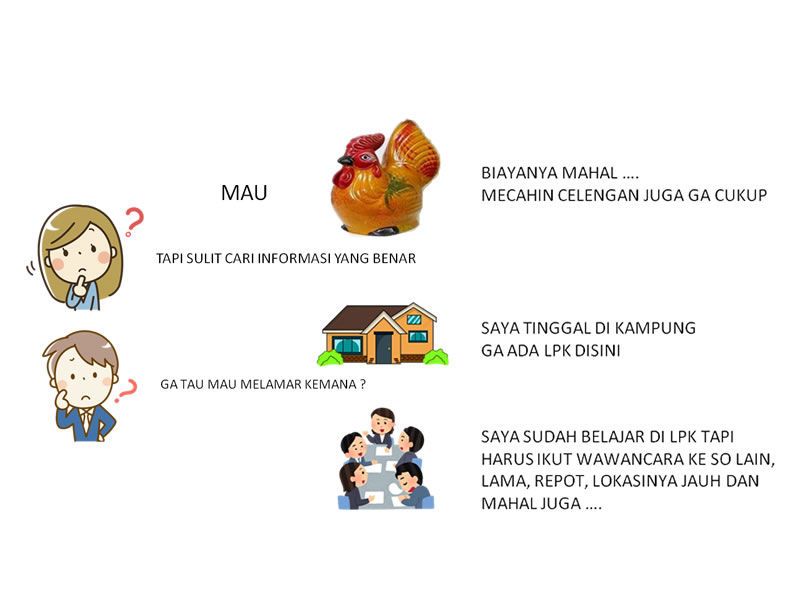 MAU
TAPI SULIT CARI INFORMASI YANG BENAR
GA TAU MAU MELAMAR KEMANA ?
BIAYANYA MAHAL ....
MECAHIN CELENGAN JUGA GA CUKUP
SAYA TINGGAL DI KAMPUNG
GA ADA LPK DISINI
SAYA SUDAH BELAJAR DI LPK TAPI
HARUS IKUT WAWANCARA KE SO LAIN,
LAMA, REPOT, LOKASINYA JAUH DAN
MAHAL JUGA ....